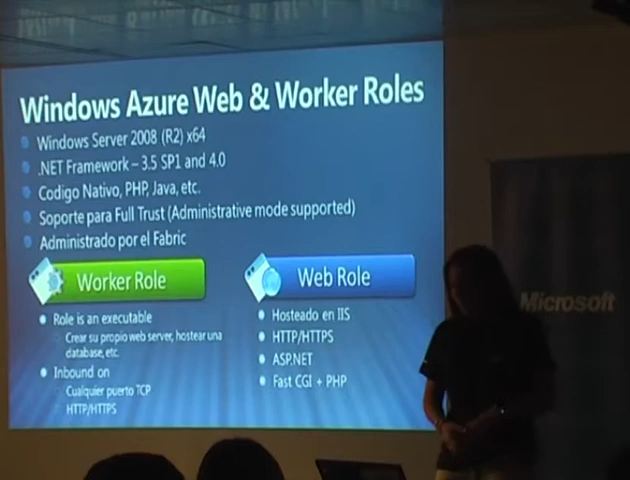 Windows Azure Web & Worker Roles
Windows Server 2008 (R2) x64
.NET Framework – 3.5 SP1 and 4.0
Codigo Nativo, PHP, Java, etc.
Soporte para Full Trust (Administrative mode supported)
Administrado por el Fabric
Worker Role
Role is an executable
Crear su propio web server, hostear una
database, etc.
Inbound on
Cualquier puerto TCP
HTTP/HTTPS
Web Role
Hosteado en IIS
HTTP/HTTPS
ASP.NET
Fast CGI + PHP
Microsoft